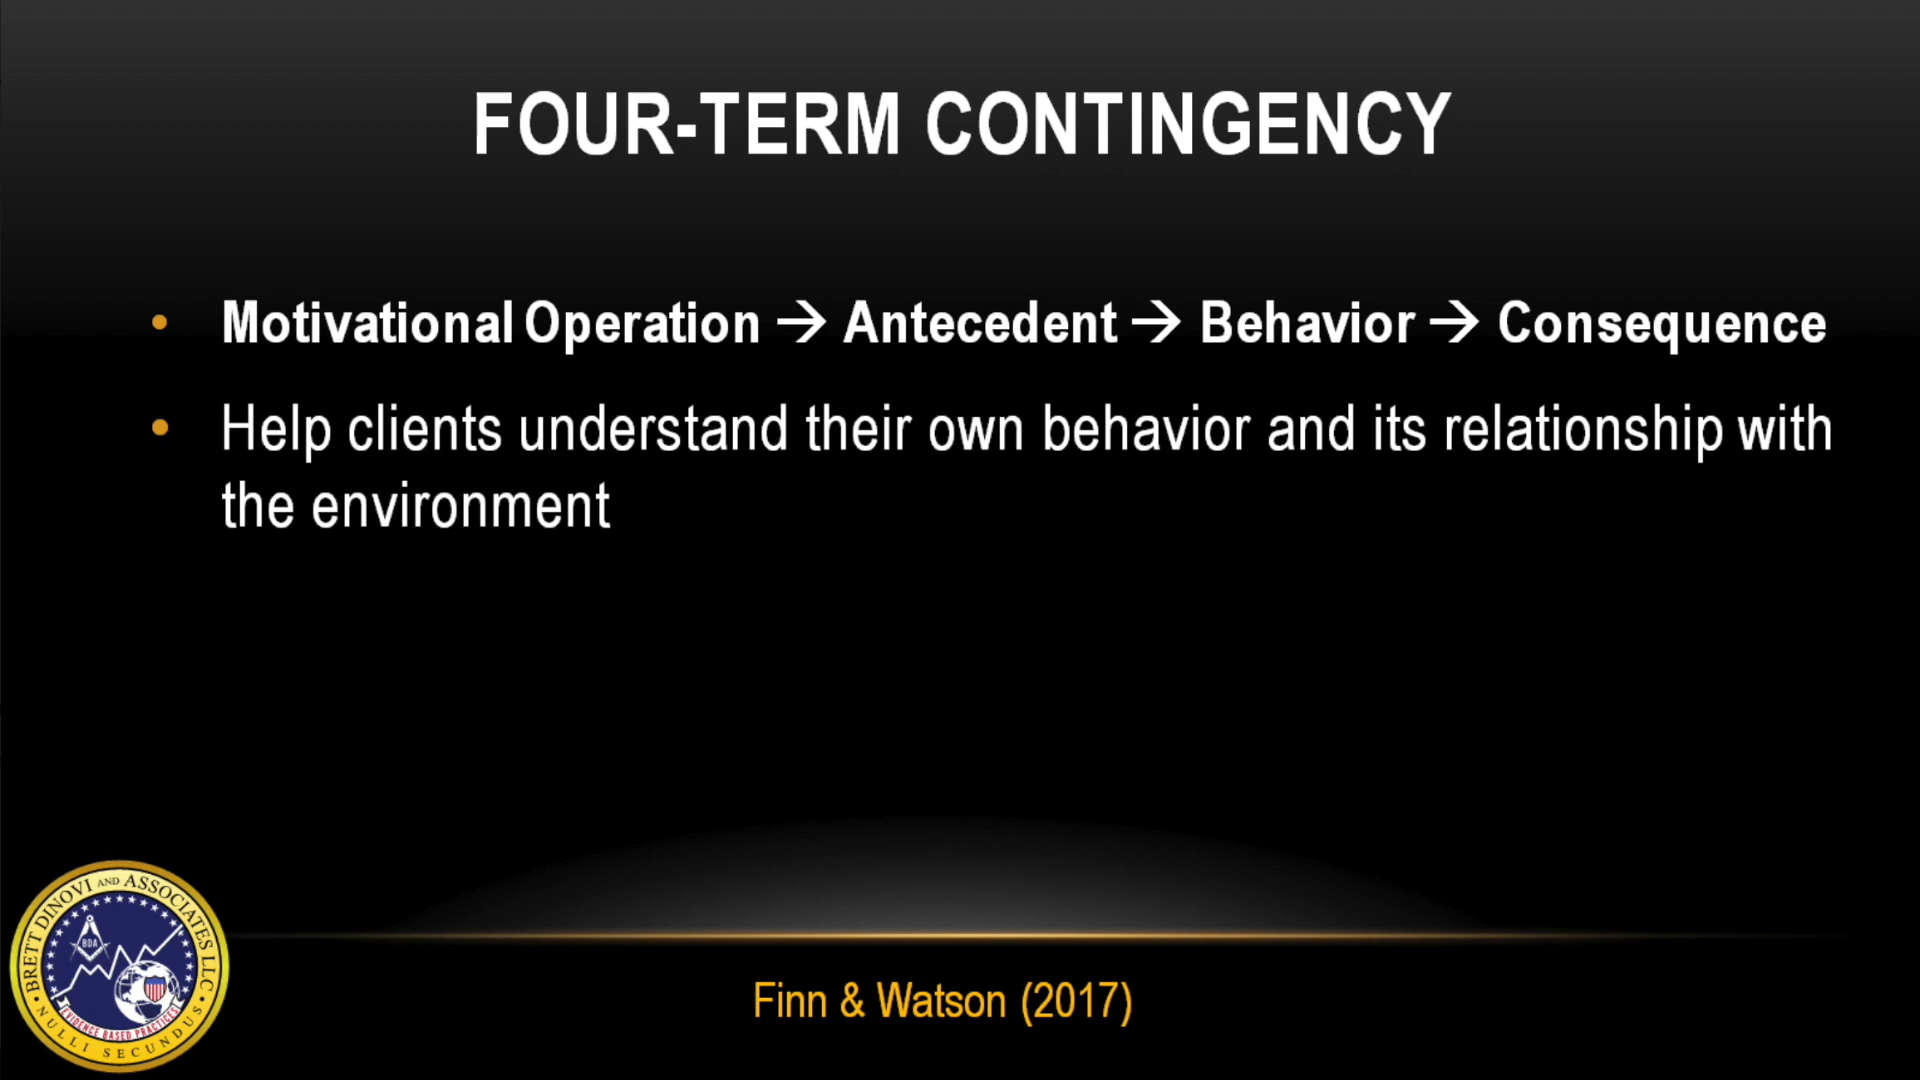 FOUR-TERM CONTINGENCY
• Motivational Operation → Antecedent → Behavior → Consequence
• Help clients understand their own behavior and its relationship with
the environment
Finn & Watson (2017)
BRETT DINOVI AND ASSOCIATES LLC
BDA
EVIDENCE BASED PRACTICES
• NULLI SECUNDUS •